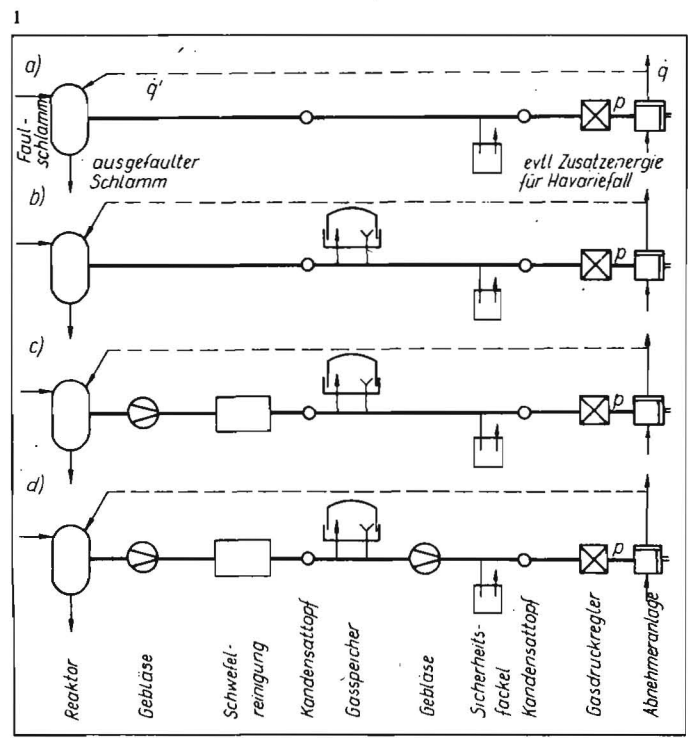 1
a)
q̇'
p
q̇
Faul-
schlamm
ausgefaulter
Schlamm
evtl Zusatzenergie
für Havariefall
b)
p
c)
p
d)
p
Reaktor
Gebläse
Schwefel-
reinigung
Kondensattopf
Gasspeicher
Gebläse
Sicherheits-
fackel
Kondensattopf
Gasdruckregler
Abnehmeranlage